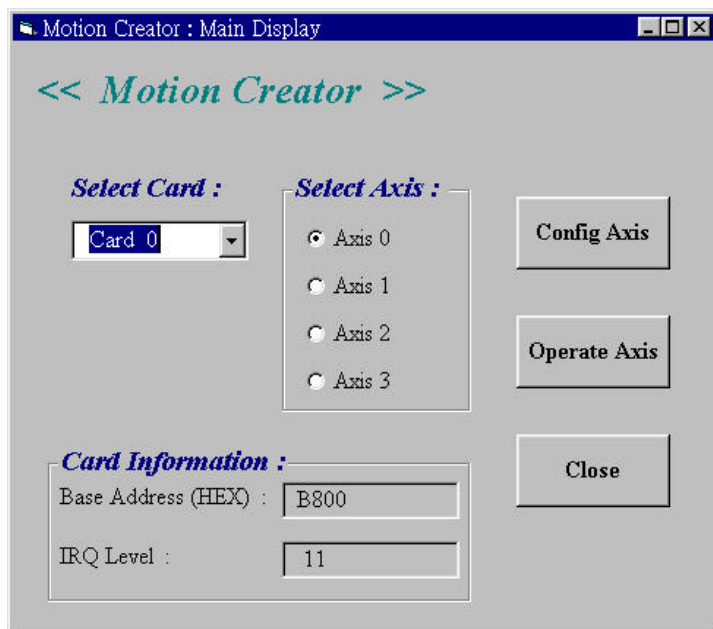 Motion Creator : Main Display
<< Motion Creator >>
Select Card :
Card 0
Select Axis :
Axis 0
Axis 1
Axis 2
Axis 3
Config Axis
Operate Axis
Close
Card Information :
Base Address (HEX) : B800
IRQ Level : 11